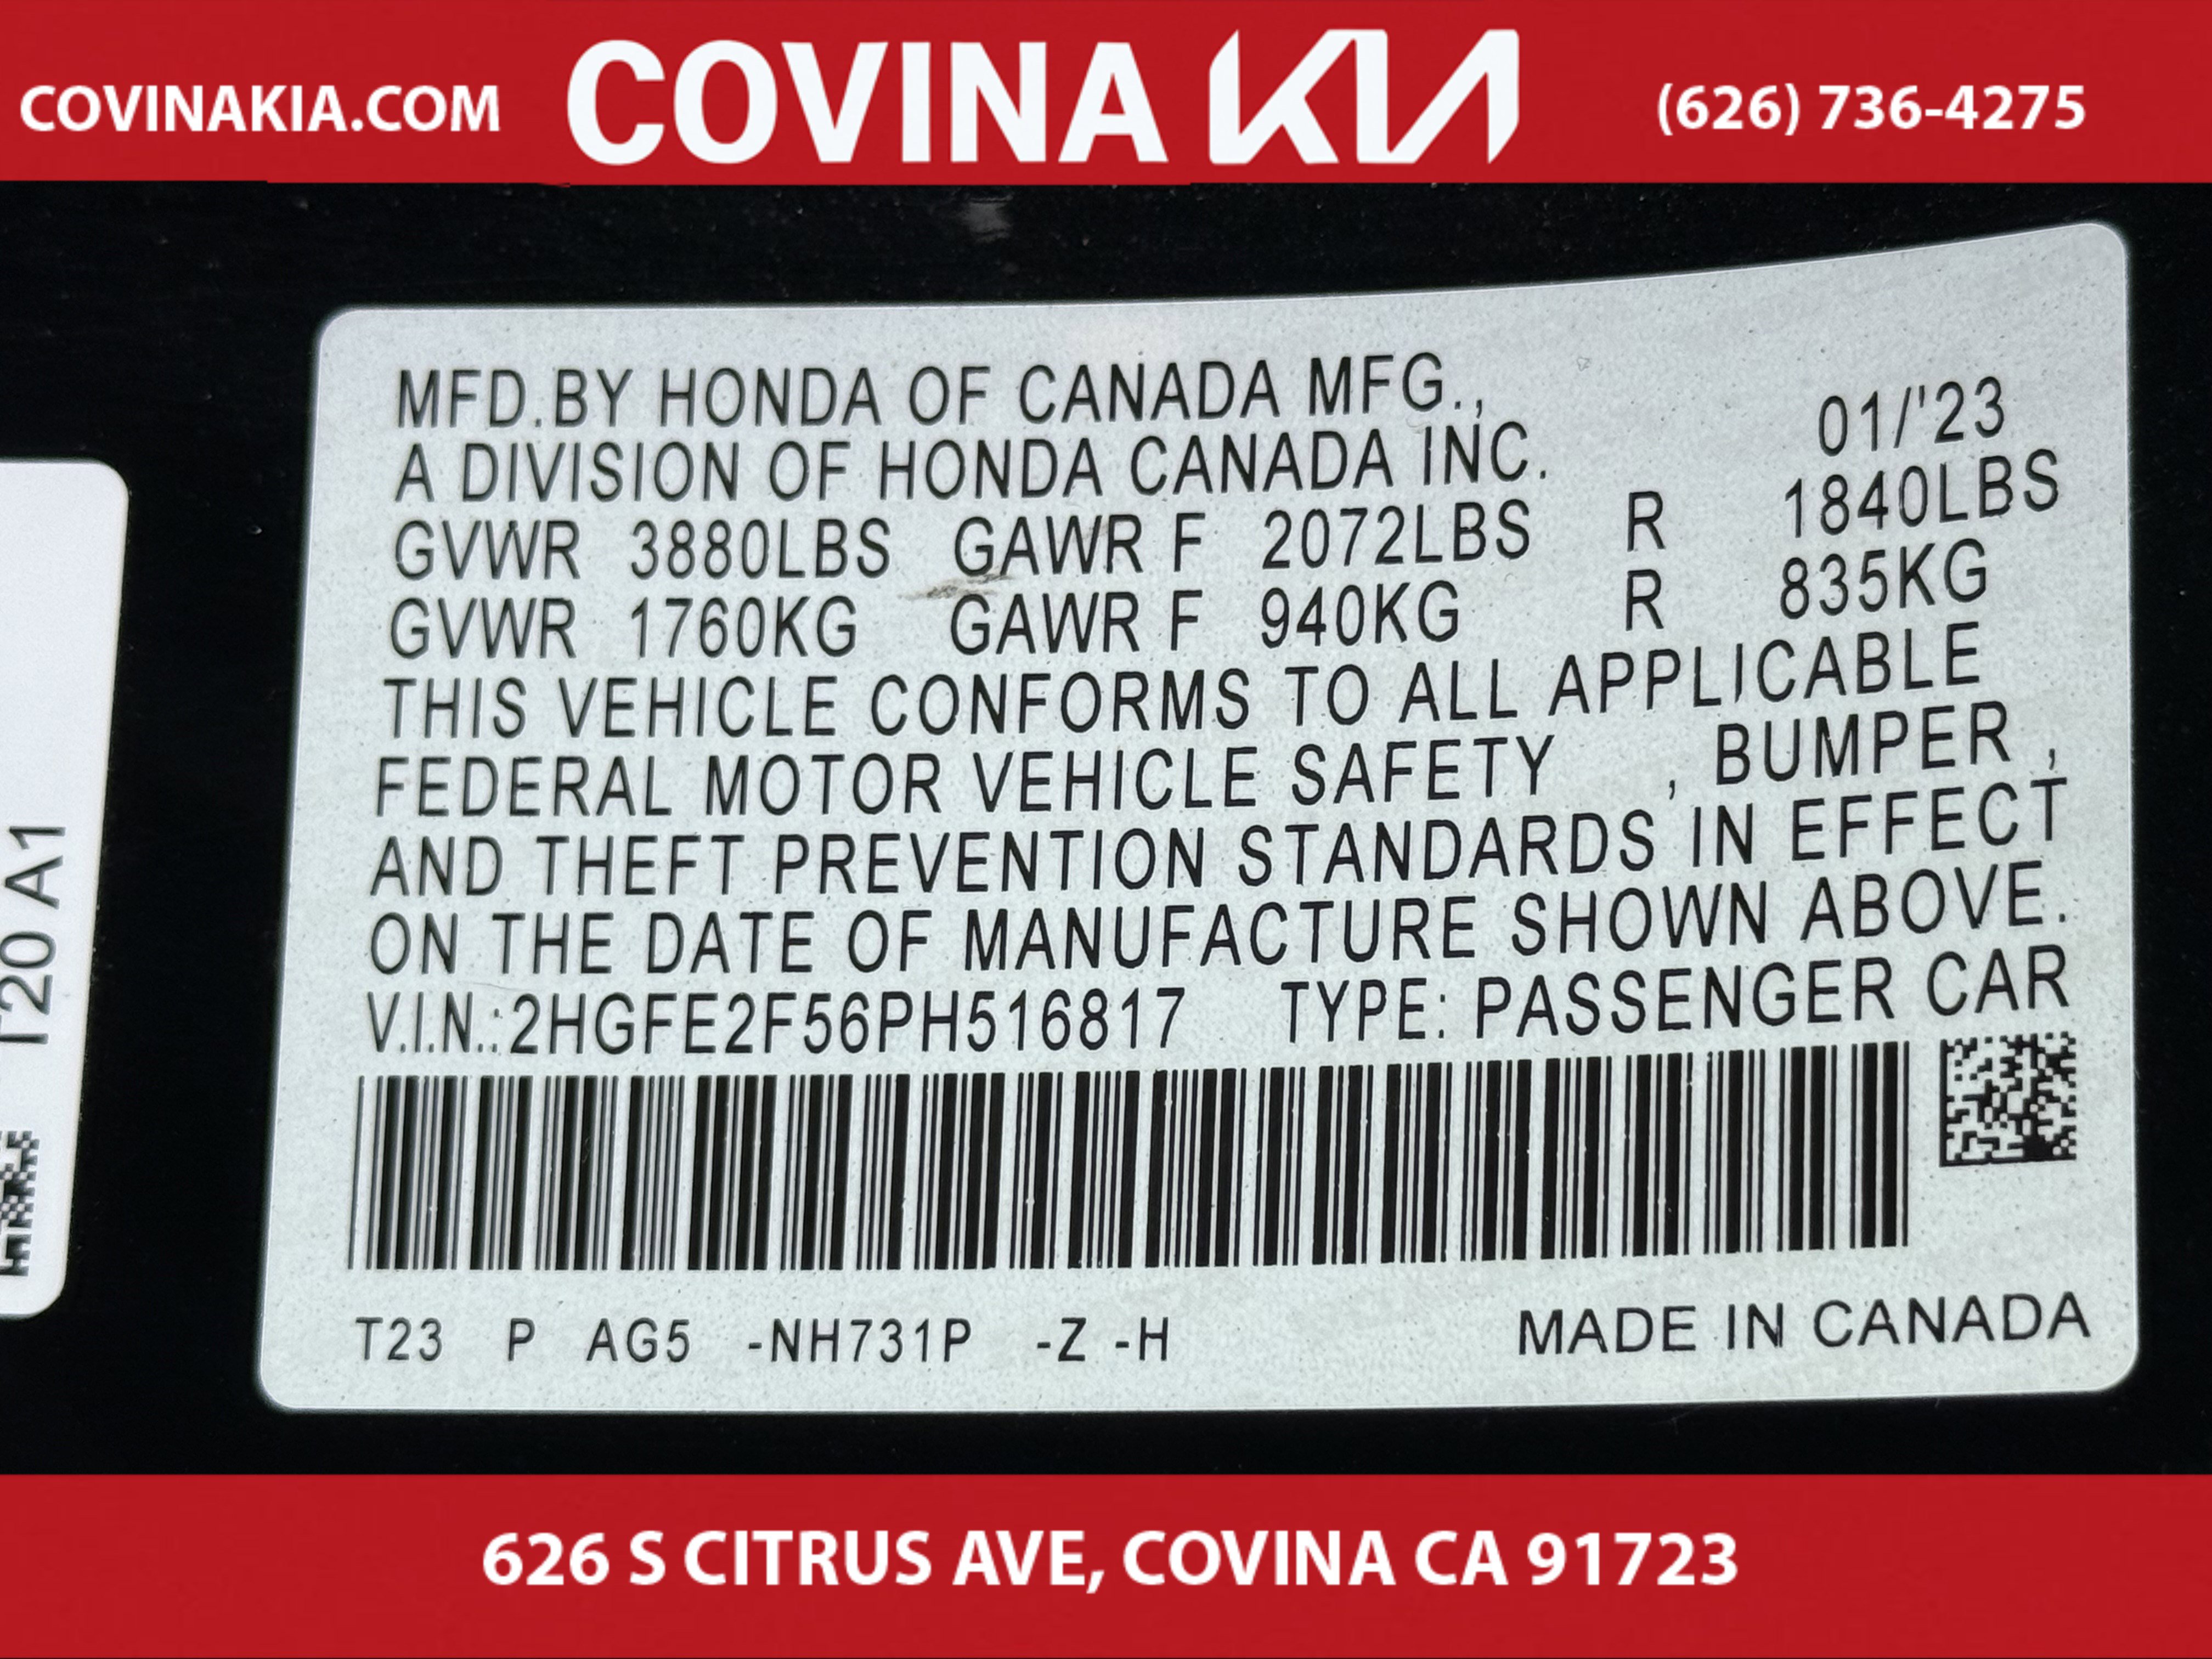 COVINAKIA.COM
COVINA KIA
(626) 736-4275
MFD.BY HONDA OF CANADA MFG.,
A DIVISION OF HONDA CANADA INC. 01/'23
GVWR 3880LBS GAWR F 2072LBS R 1840LBS
GVWR 1760KG GAWR F 940KG R 835KG
THIS VEHICLE CONFORMS TO ALL APPLICABLE
FEDERAL MOTOR VEHICLE SAFETY , BUMPER ,
AND THEFT PREVENTION STANDARDS IN EFFECT
ON THE DATE OF MANUFACTURE SHOWN ABOVE.
V.I.N.:2HGFE2F56PH516817 TYPE: PASSENGER CAR
T23 P AG5 -NH731P -Z -H MADE IN CANADA
T20 A1
626 S CITRUS AVE, COVINA CA 91723